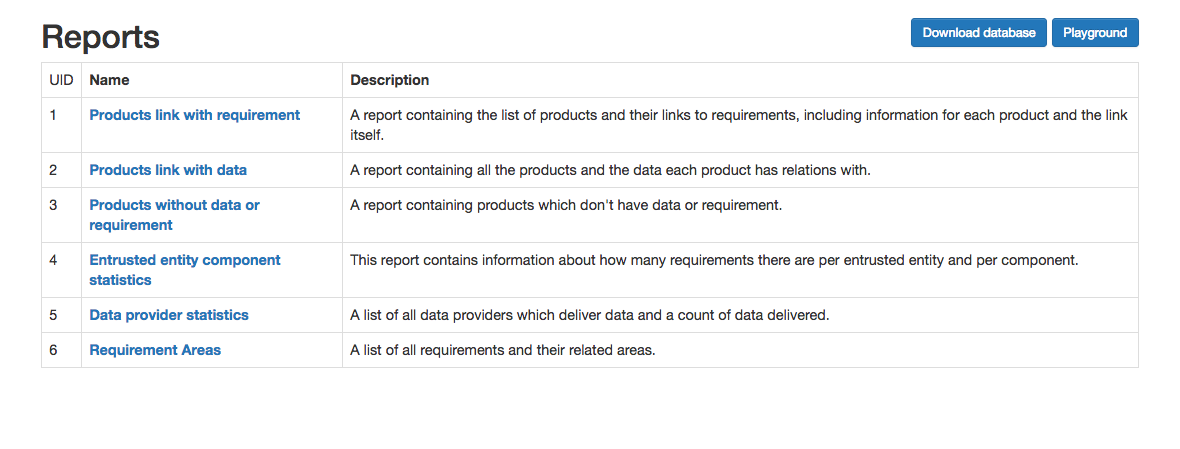 Reports
Download database
Playground
UID Name Description
1 Products link with requirement A report containing the list of products and their links to requirements, including information for each product and the link
itself.
2 Products link with data A report containing all the products and the data each product has relations with.
3 Products without data or A report containing products which don't have data or requirement.
requirement
4 Entrusted entity component This report contains information about how many requirements there are per entrusted entity and per component.
statistics
5 Data provider statistics A list of all data providers which deliver data and a count of data delivered.
6 Requirement Areas A list of all requirements and their related areas.